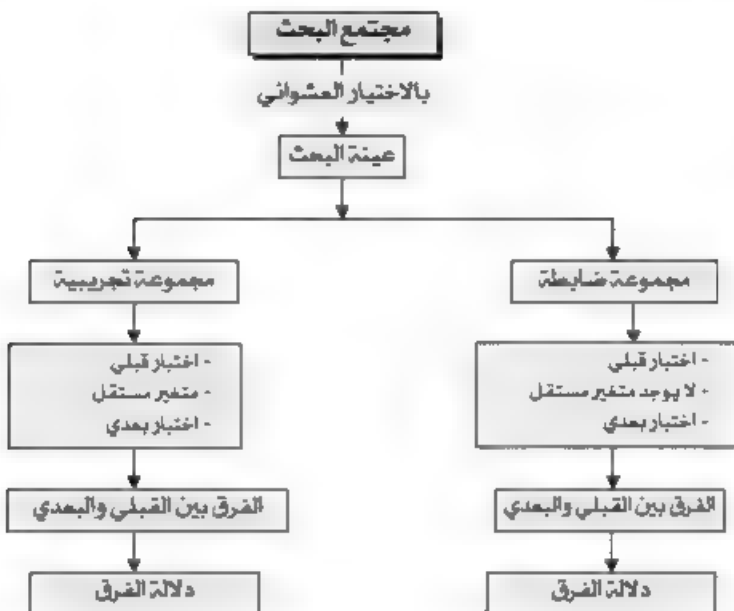 مجتمع البحث
بالاختيار العشوائي
عينة البحث
مجموعة ضابطة
مجموعة تجريبية
- اختبار قبلي
- لا يوجد متغير مستقل
- اختبار بعدي
- اختبار قبلي
- متغير مستقل
- اختبار بعدي
الفرق بين القبلي والبعدي
الفرق بين القبلي والبعدي
دلالة الفرق
دلالة الفرق